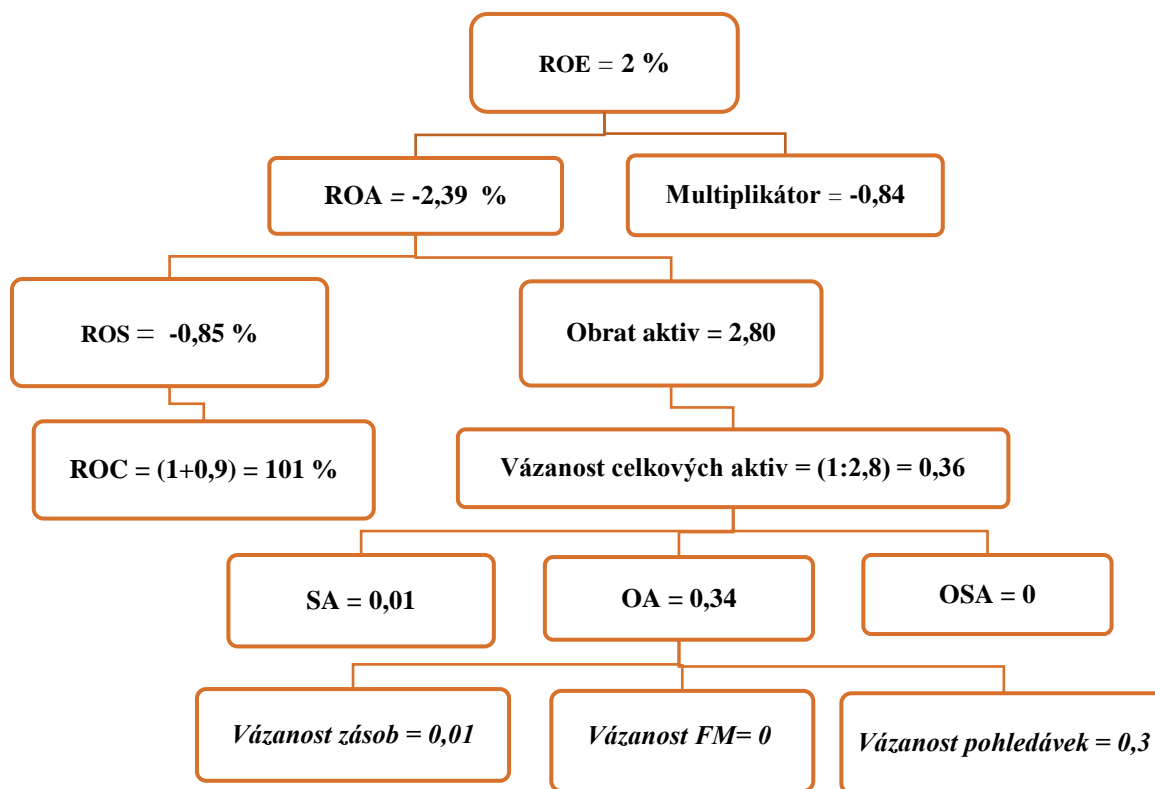 ROE = 2 %
ROA = -2,39 %
Multiplikátor = -0,84
ROS = -0,85 %
Obrat aktiv = 2,80
ROC = (1+0,9) = 101 %
Vázanost celkových aktiv = (1:2,8) = 0,36
SA = 0,01
OA = 0,34
OSA = 0
Vázanost zásob = 0,01
Vázanost FM= 0
Vázanost pohledávek = 0,3